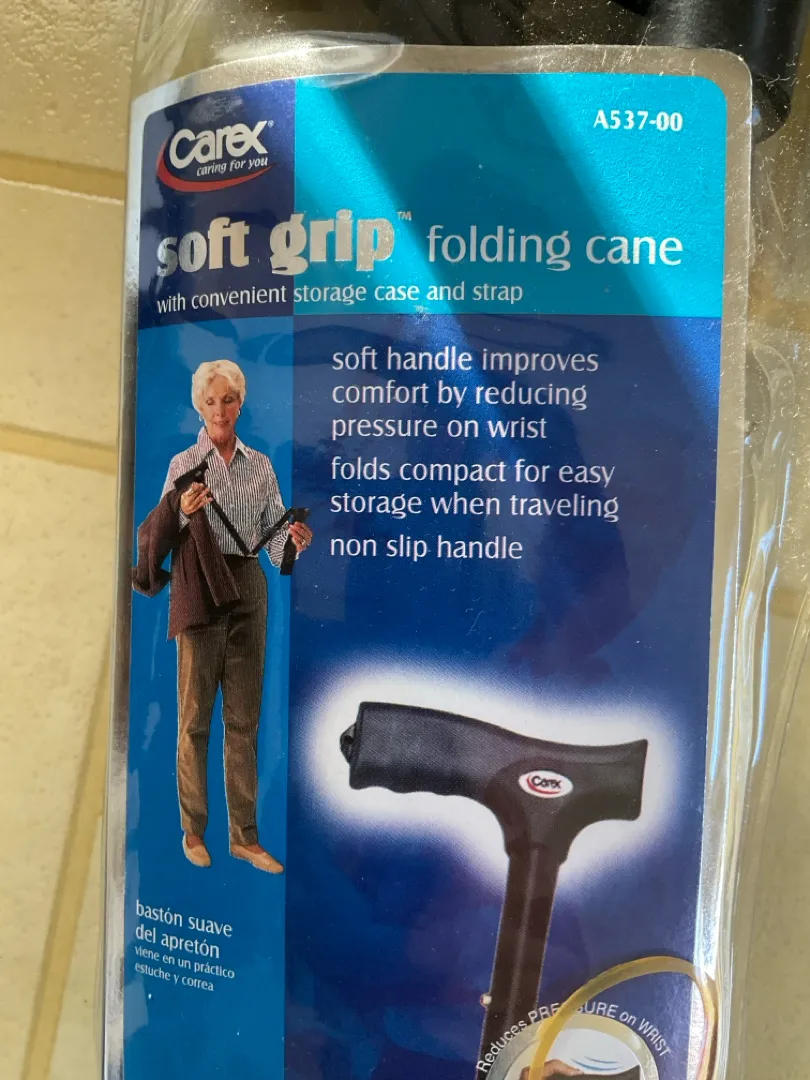 Carex®
caring for you
A537-00
soft grip™ folding cane
with convenient storage case and strap
soft handle improves
comfort by reducing
pressure on wrist
folds compact for easy
storage when traveling
non slip handle
Carex
bastón suave
del apretón
viene en un práctico
estuche y correa
Reduces PRESSURE on WRIST